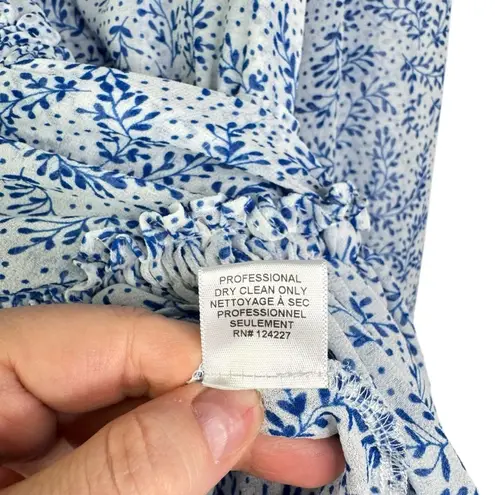 PROFESSIONAL
DRY CLEAN ONLY
NETTOYAGE À SEC
PROFESSIONNEL
SEULEMENT
RN# 124227